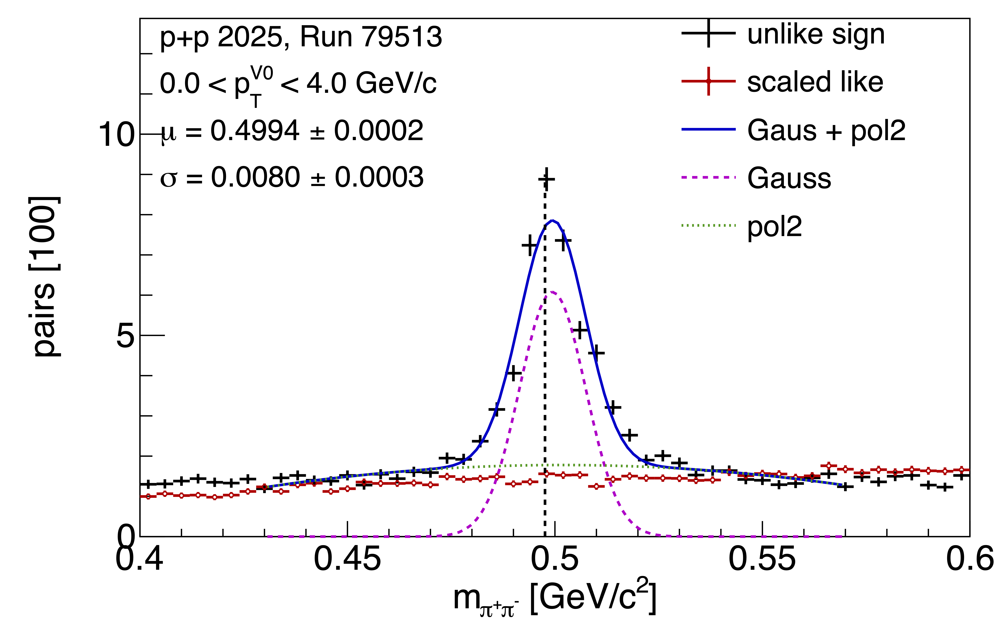 p+p 2025, Run 79513
0.0 < p_T^V0 < 4.0 GeV/c
μ = 0.4994 ± 0.0002
σ = 0.0080 ± 0.0003
unlike sign
scaled like
Gaus + pol2
Gauss
pol2
pairs [100]
10
5
0
0.4 0.45 0.5 0.55 0.6
m_π⁺π⁻ [GeV/c²]